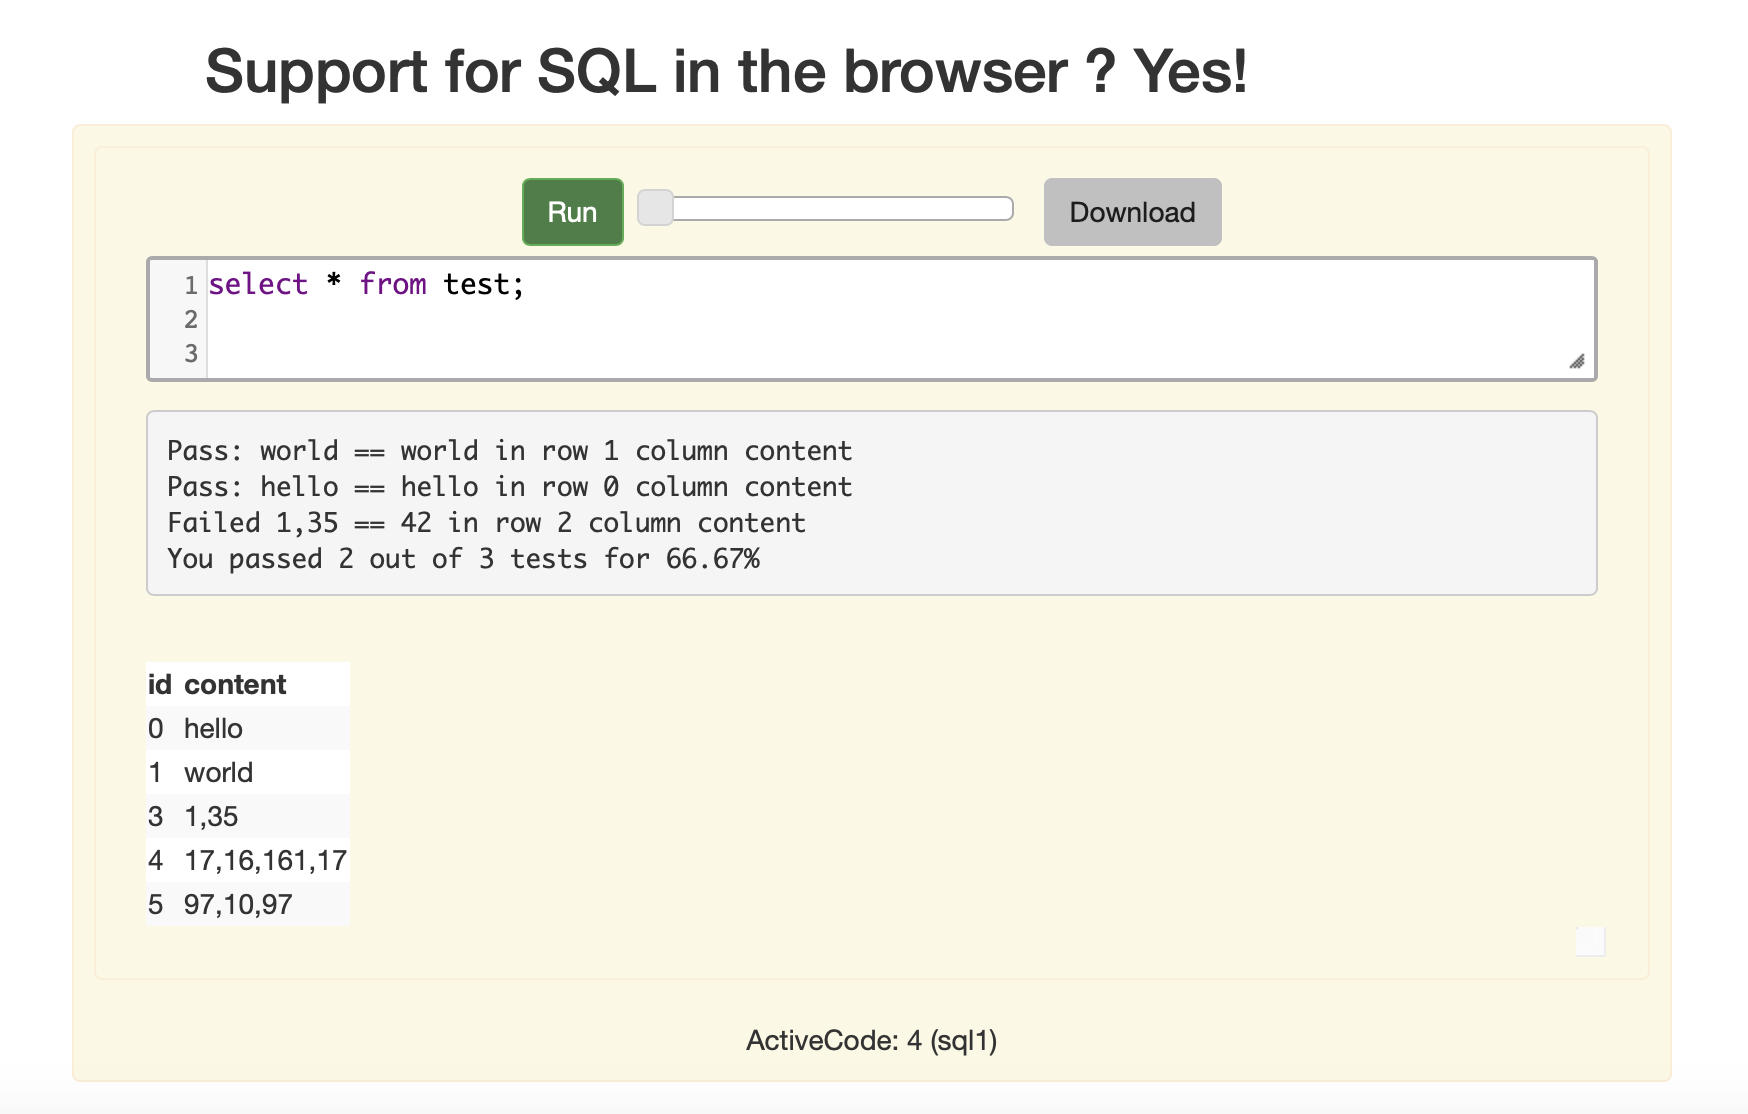 Support for SQL in the browser ? Yes!
Run
Download
1 select * from test;
2
3
Pass: world == world in row 1 column content
Pass: hello == hello in row 0 column content
Failed 1,35 == 42 in row 2 column content
You passed 2 out of 3 tests for 66.67%
id content
0 hello
1 world
3 1,35
4 17,16,161,17
5 97,10,97
ActiveCode: 4 (sql1)